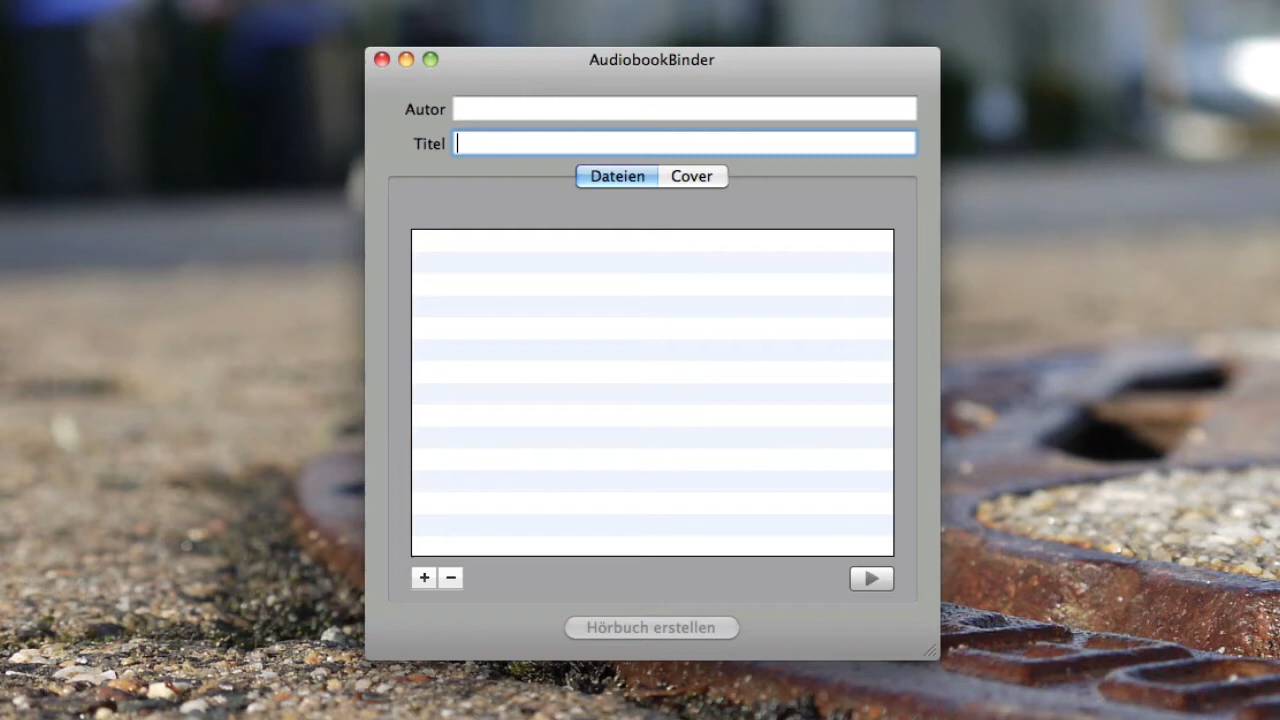 AudiobookBinder
Autor
Titel
Dateien Cover
+ −
Hörbuch erstellen